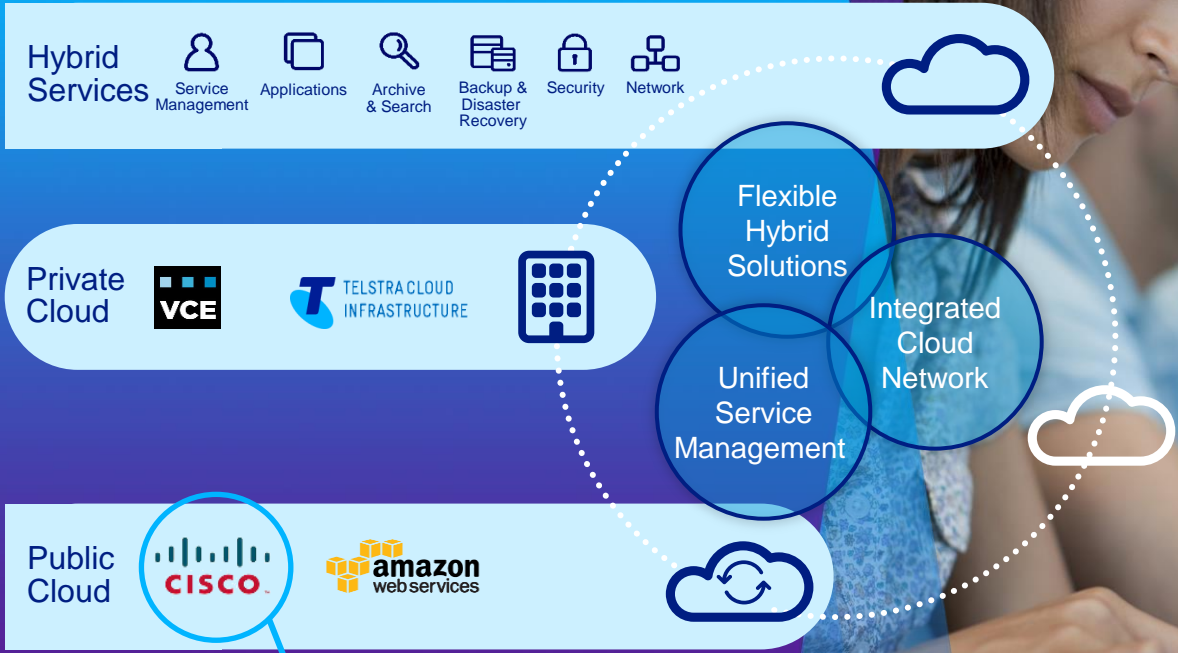 Hybrid
Services
Service
Management
Applications
Archive
& Search
Backup &
Disaster
Recovery
Security
Network
Flexible
Hybrid
Solutions
Integrated
Cloud
Network
Unified
Service
Management
Private
Cloud
VCE
T
TELSTRA CLOUD
INFRASTRUCTURE
Public
Cloud
CISCO
amazon
webservices